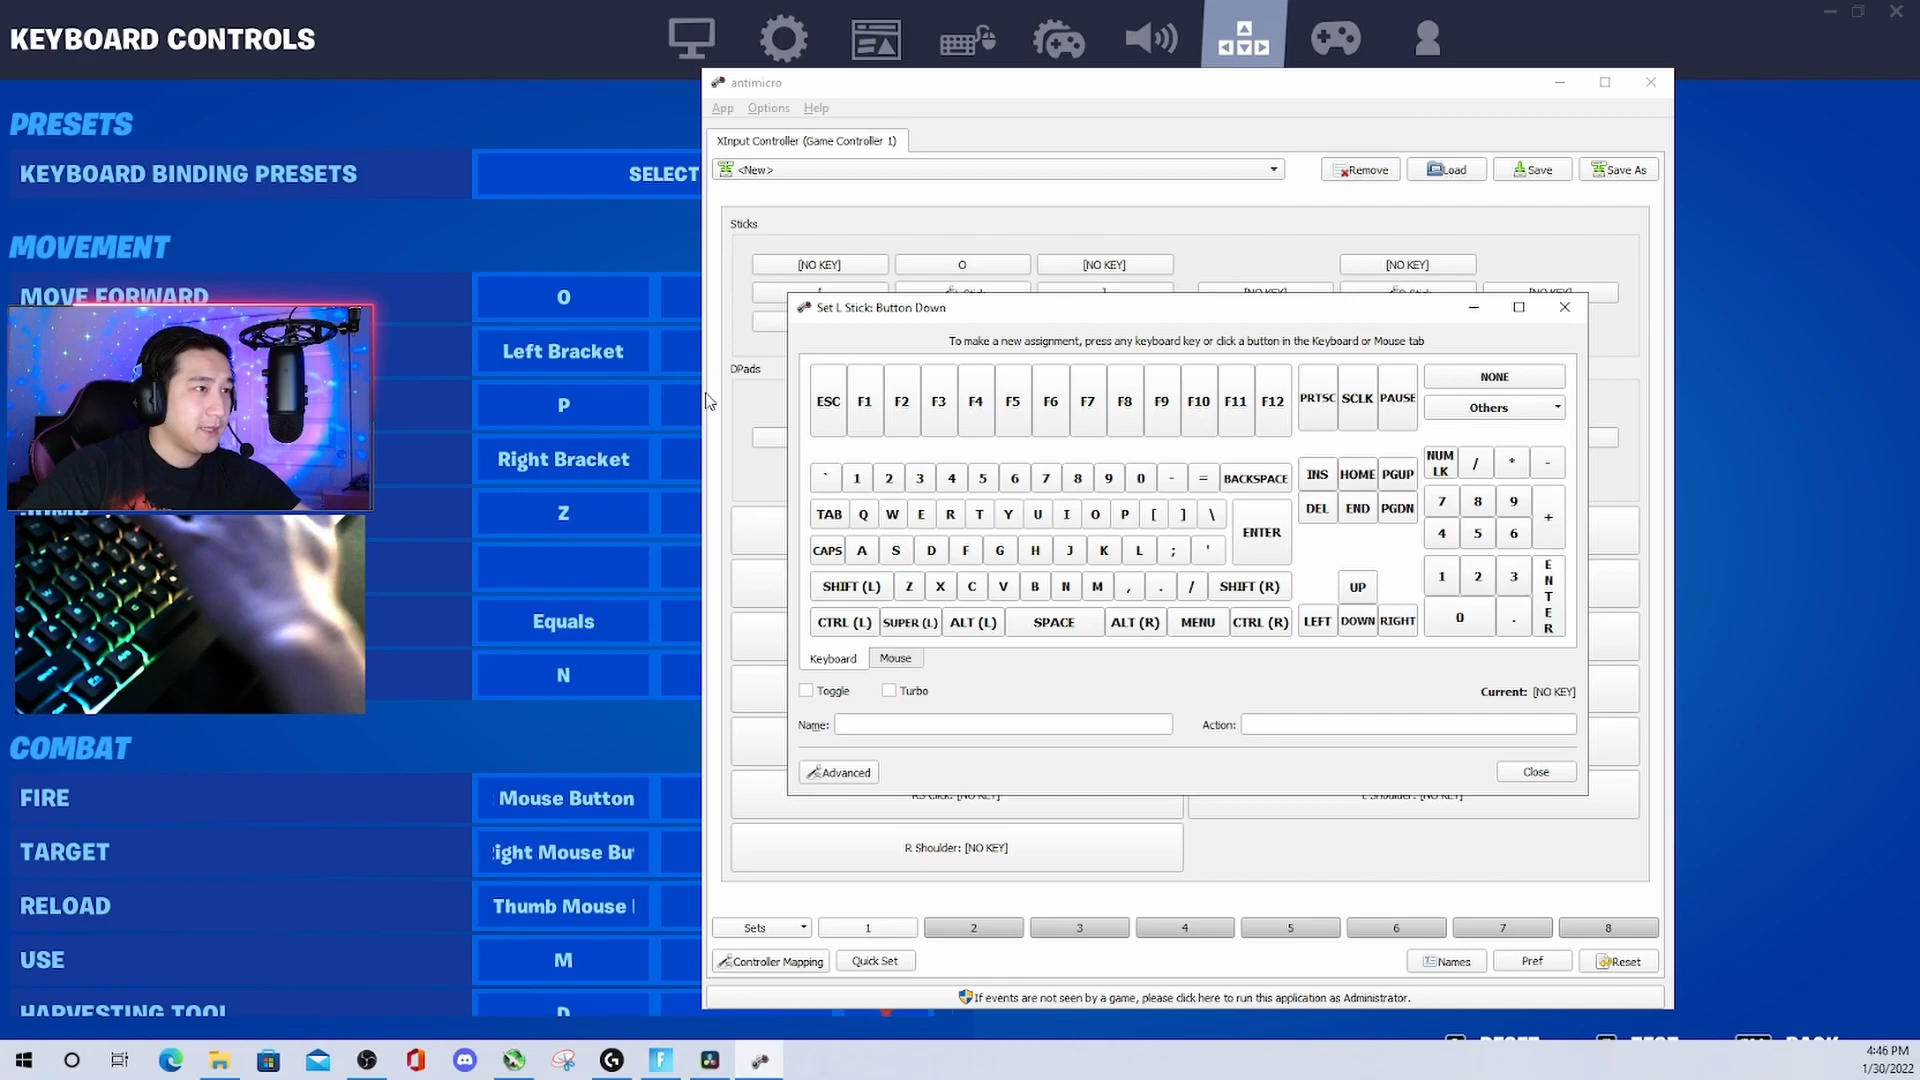 KEYBOARD CONTROLS
PRESETS
KEYBOARD BINDING PRESETS
SELECT
MOVEMENT
MOVE FORWARD
O
Left Bracket
P
Right Bracket
Z
Equals
N
COMBAT
FIRE
Mouse Button
TARGET
ight Mouse Bu
RELOAD
Thumb Mouse
USE
M
HARVESTING TOOL
D
antimicro
App Options Help
XInput Controller (Game Controller 1)
<New>
Remove Load Save Save As
Sticks
[NO KEY] O [NO KEY] [NO KEY]
DPads
Set L Stick: Button Down
To make a new assignment, press any keyboard key or click a button in the Keyboard or Mouse tab
ESC F1 F2 F3 F4 F5 F6 F7 F8 F9 F10 F11 F12 PRTSC SCLK PAUSE
NONE
Others
` 1 2 3 4 5 6 7 8 9 0 - = BACKSPACE INS HOME PGUP NUM LK / * -
TAB Q W E R T Y U I O P [ ] \ ENTER DEL END PGDN 7 8 9 +
CAPS A S D F G H J K L ; ' 4 5 6
SHIFT (L) Z X C V B N M , . / SHIFT (R) UP 1 2 3 ENTER
CTRL (L) SUPER (L) ALT (L) SPACE ALT (R) MENU CTRL (R) LEFT DOWN RIGHT 0 .
Keyboard Mouse
Toggle Turbo Current: [NO KEY]
Name: Action:
Advanced Close
RS Click: [NO KEY] L Shoulder: [NO KEY]
R Shoulder: [NO KEY]
Sets 1 2 3 4 5 6 7 8
Controller Mapping Quick Set Names Pref Reset
If events are not seen by a game, please click here to run this application as Administrator.
4:46 PM
1/30/2022